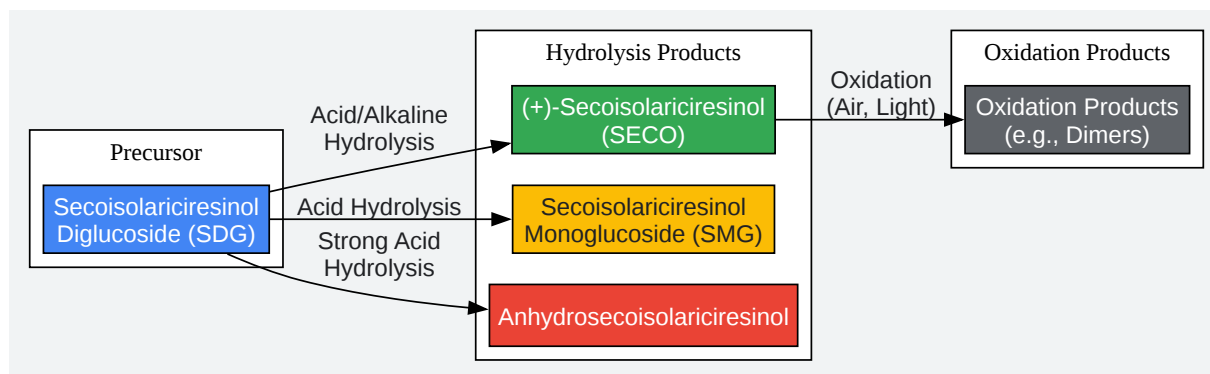 Precursor
Secoisolariciresinol
Diglucoside (SDG)
Acid/Alkaline
Hydrolysis
Acid Hydrolysis
Strong Acid
Hydrolysis
Hydrolysis Products
(+)-Secoisolariciresinol
(SECO)
Secoisolariciresinol
Monoglucoside (SMG)
Anhydrosecoisolariciresinol
Oxidation
(Air, Light)
Oxidation Products
Oxidation Products
(e.g., Dimers)